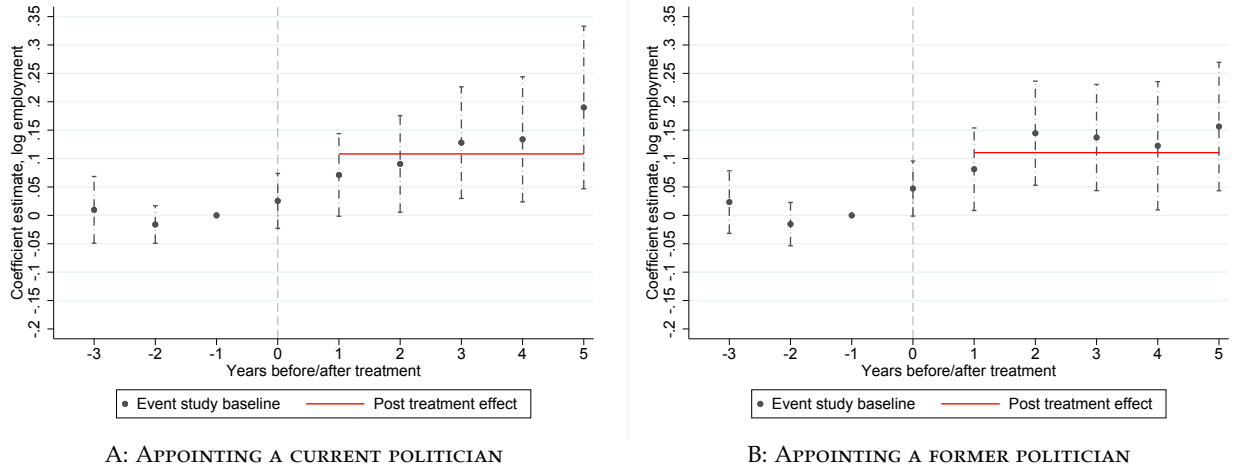 Coefficient estimate, log employment
.35
.3
.25
.2
.15
.1
.05
0
-.05
-.1
-.15
-.2
-3 -2 -1 0 1 2 3 4 5
Years before/after treatment
Event study baseline Post treatment effect
A: Appointing a current politician
Coefficient estimate, log employment
.35
.3
.25
.2
.15
.1
.05
0
-.05
-.1
-.15
-.2
-3 -2 -1 0 1 2 3 4 5
Years before/after treatment
Event study baseline Post treatment effect
B: Appointing a former politician